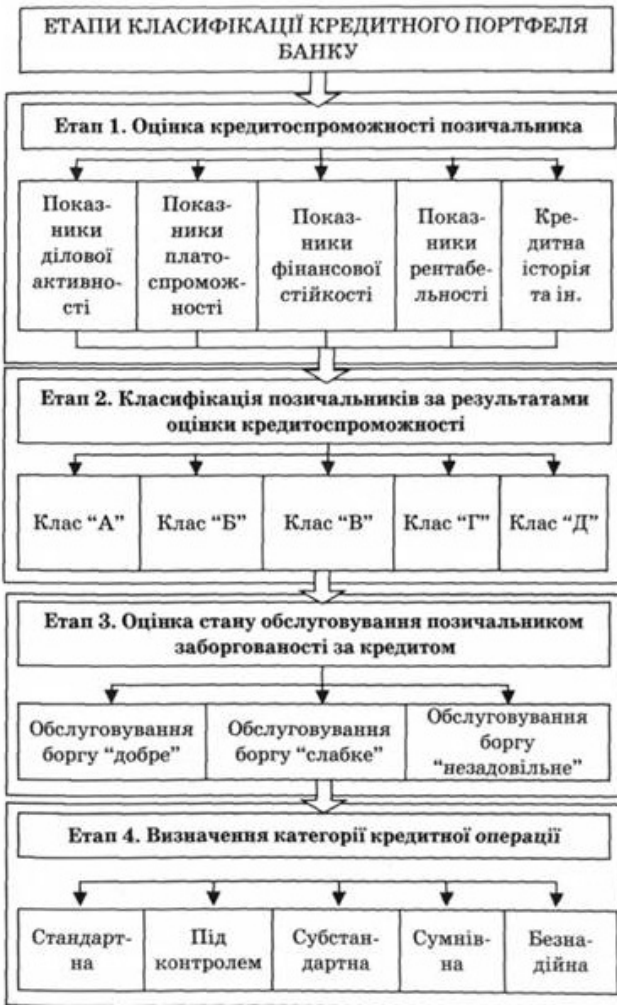 ЕТАПИ КЛАСИФІКАЦІЇ КРЕДИТНОГО ПОРТФЕЛЯ
БАНКУ
Етап 1. Оцінка кредитоспроможності позичальника
Показ-
ники
ділової
активно-
сті
Показ-
ники
плато-
спромож-
ності
Показники
фінансової
стійкості
Показ-
ники
рентабе-
льності
Кре-
дитна
історія
та ін.
Етап 2. Класифікація позичальників за результатами
оцінки кредитоспроможності
Клас “А”
Клас “Б”
Клас “В”
Клас “Г”
Клас “Д”
Етап 3. Оцінка стану обслуговування позичальником
заборгованості за кредитом
Обслуговування
боргу “добре”
Обслуговування
боргу “слабке”
Обслуговування
боргу
“незадовільне”
Етап 4. Визначення категорії кредитної операції
Стандарт-
на
Під
контролем
Субстан-
дартна
Сумнів-
на
Безна-
дійна